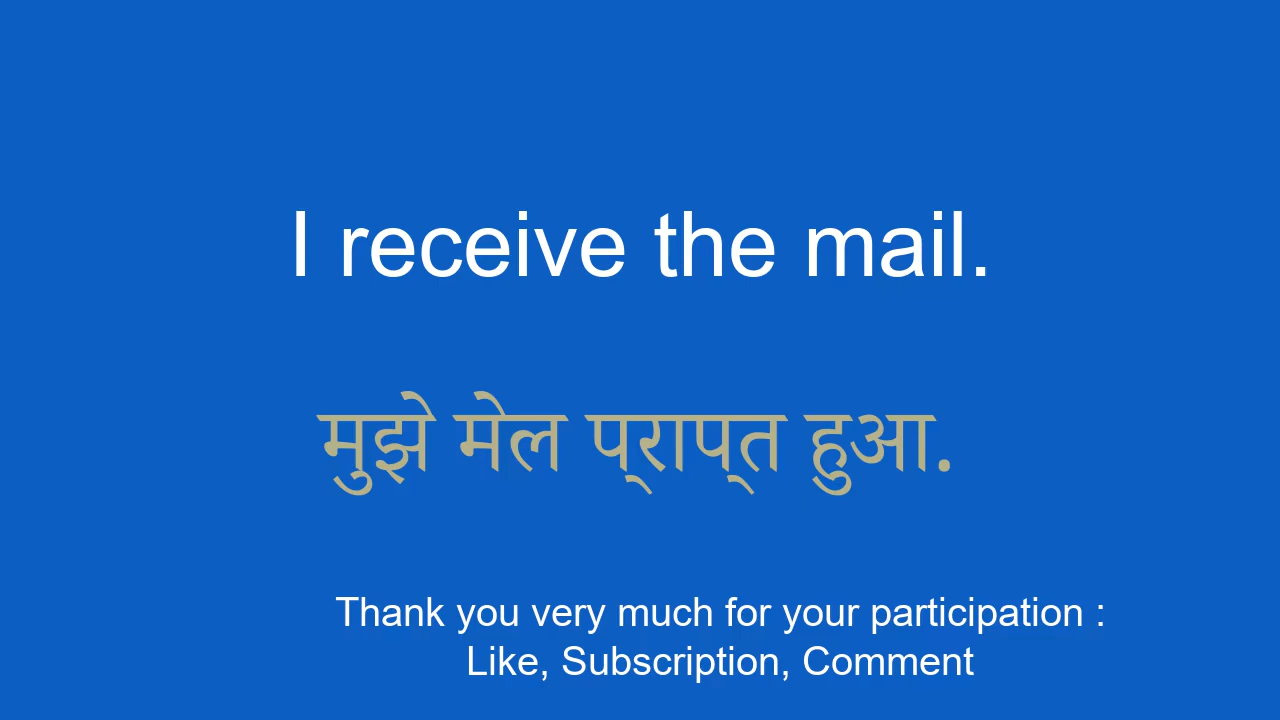 I receive the mail.
मुझे मेल प्राप्त हुआ.
Thank you very much for your participation :
Like, Subscription, Comment